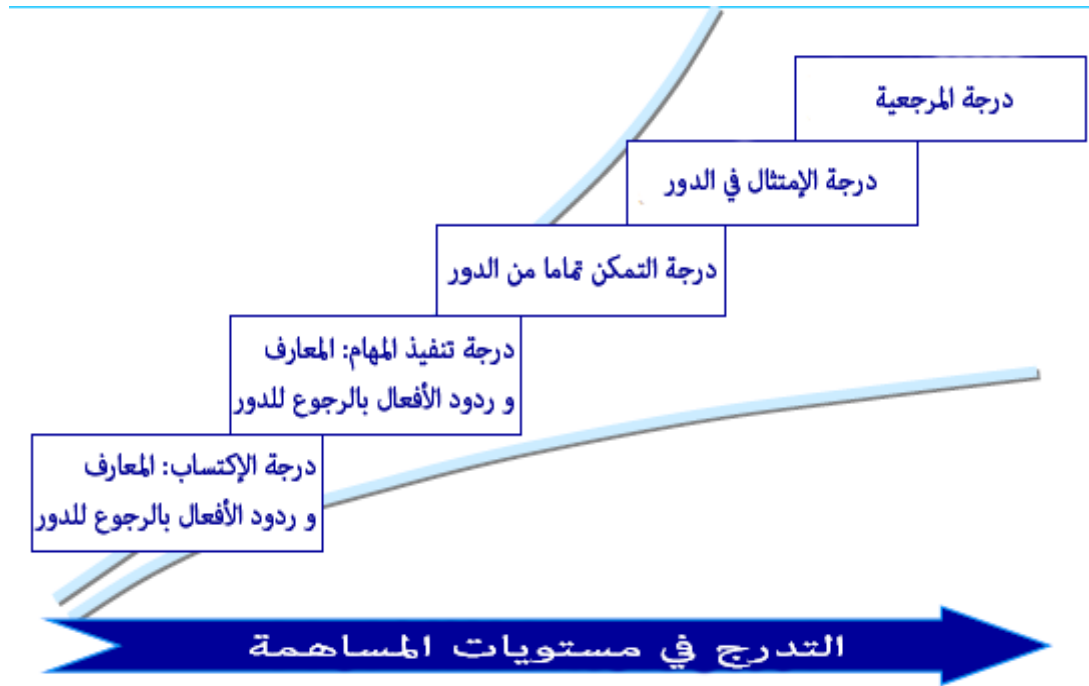 درجة المرجعية
درجة الإمتثال في الدور
درجة التمكن تماما من الدور
درجة تنفيذ المهام: المعارف
و ردود الأفعال بالرجوع للدور
درجة الإكتساب: المعارف
و ردود الأفعال بالرجوع للدور
التدرج في مستويات المساهمة